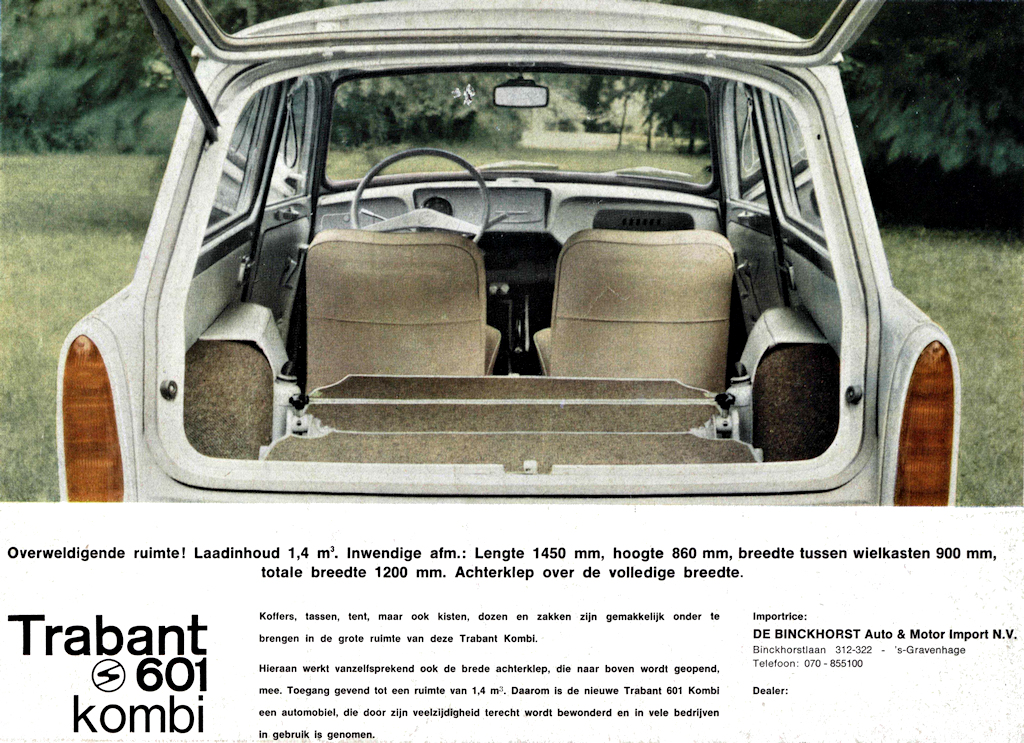 Overweldigende ruimte! Laadinhoud 1,4 m³. Inwendige afm.: Lengte 1450 mm, hoogte 860 mm, breedte tussen wielkasten 900 mm,
totale breedte 1200 mm. Achterklep over de volledige breedte.
Trabant
601
kombi
Koffers, tassen, tent, maar ook kisten, dozen en zakken zijn gemakkelijk onder te
brengen in de grote ruimte van deze Trabant Kombi.
Hieraan werkt vanzelfsprekend ook de brede achterklep, die naar boven wordt geopend,
mee. Toegang gevend tot een ruimte van 1,4 m³. Daarom is de nieuwe Trabant 601 Kombi
een automobiel, die door zijn veelzijdigheid terecht wordt bewonderd en in vele bedrijven
in gebruik is genomen.
Importrice:
DE BINCKHORST Auto & Motor Import N.V.
Binckhorstlaan 312-322 - 's-Gravenhage
Telefoon: 070 - 855100
Dealer: